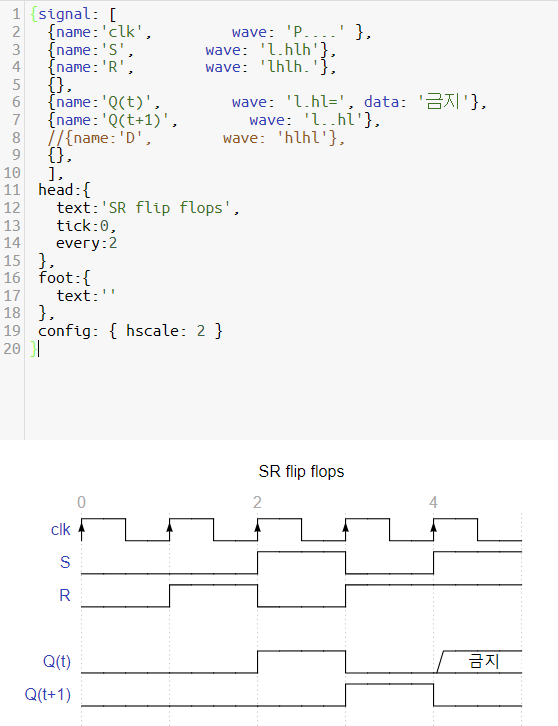 1 {signal: [
2 {name:'clk', wave: 'P....' },
3 {name:'S', wave: 'l.hlh'},
4 {name:'R', wave: 'lhlh.'},
5 {},
6 {name:'Q(t)', wave: 'l.hl=', data: '금지'},
7 {name:'Q(t+1)', wave: 'l..hl'},
8 //{name:'D', wave: 'hlhl'},
9 {},
10 ],
11 head:{
12 text:'SR flip flops',
13 tick:0,
14 every:2
15 },
16 foot:{
17 text:''
18 },
19 config: { hscale: 2 }
20 }
SR flip flops
0 2 4
clk
S
R
Q(t) 금지
Q(t+1)